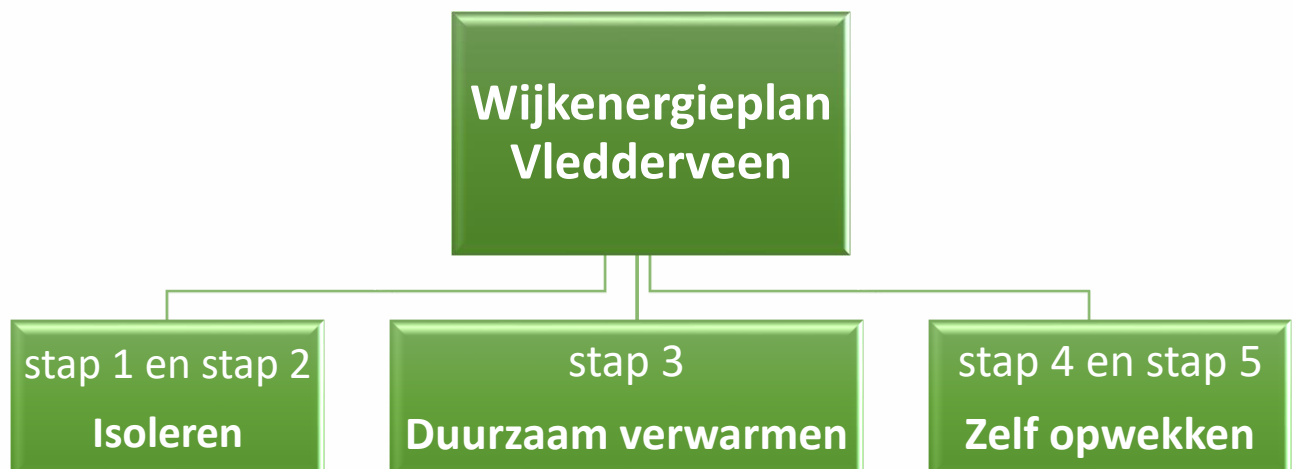 Wijkenergieplan
Vledderveen
stap 1 en stap 2
Isoleren
stap 3
Duurzaam verwarmen
stap 4 en stap 5
Zelf opwekken